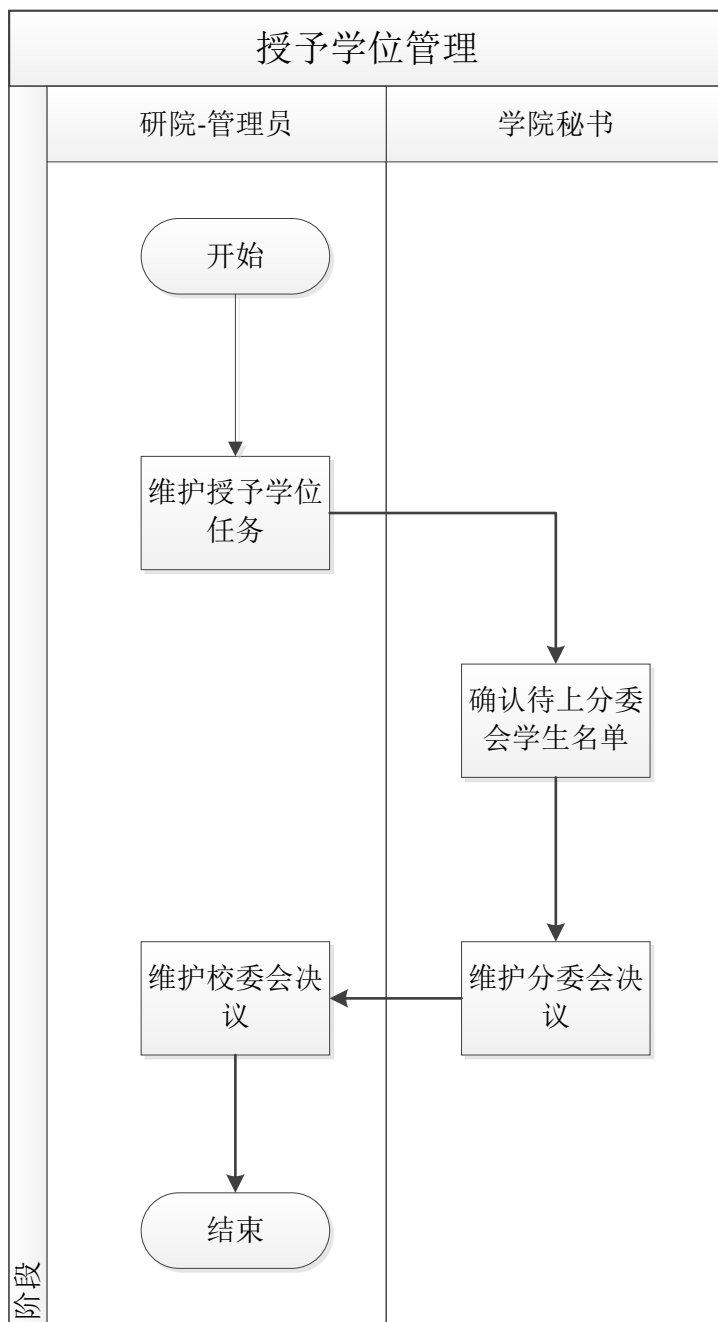 授予学位管理
研院-管理员
学院秘书
开始
维护授予学位
任务
确认待上分委
会学生名单
维护校委会决
议
维护分委会决
议
结束
阶段